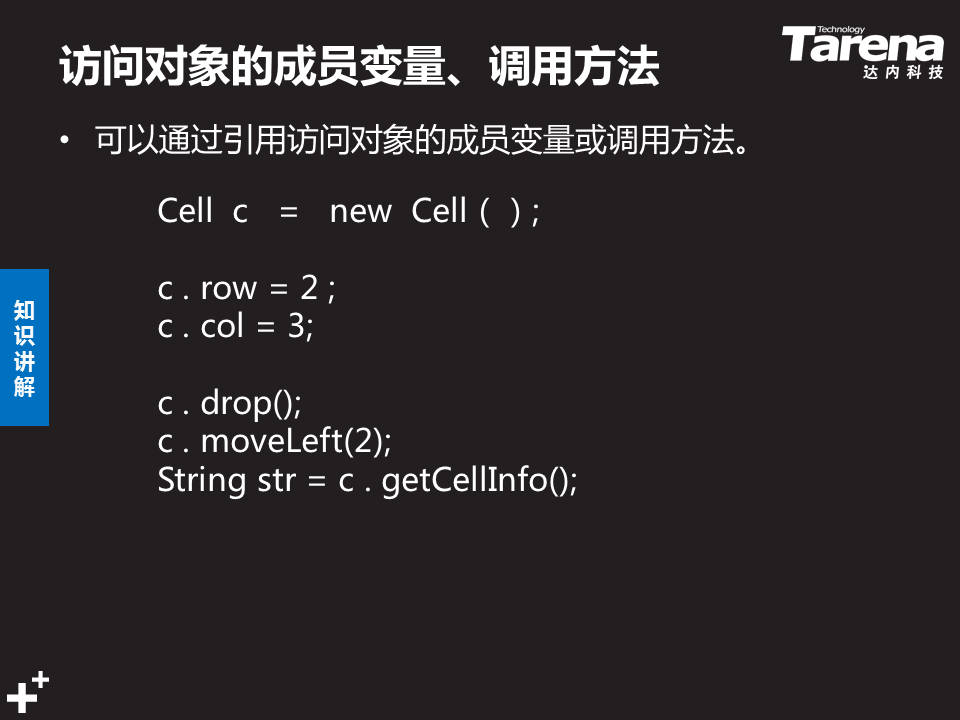 访问对象的成员变量、调用方法
Technology
Tarena
达内科技
• 可以通过引用访问对象的成员变量或调用方法。
Cell c = new Cell ( ) ;
c . row = 2 ;
c . col = 3;
c . drop();
c . moveLeft(2);
String str = c . getCellInfo();
知识讲解